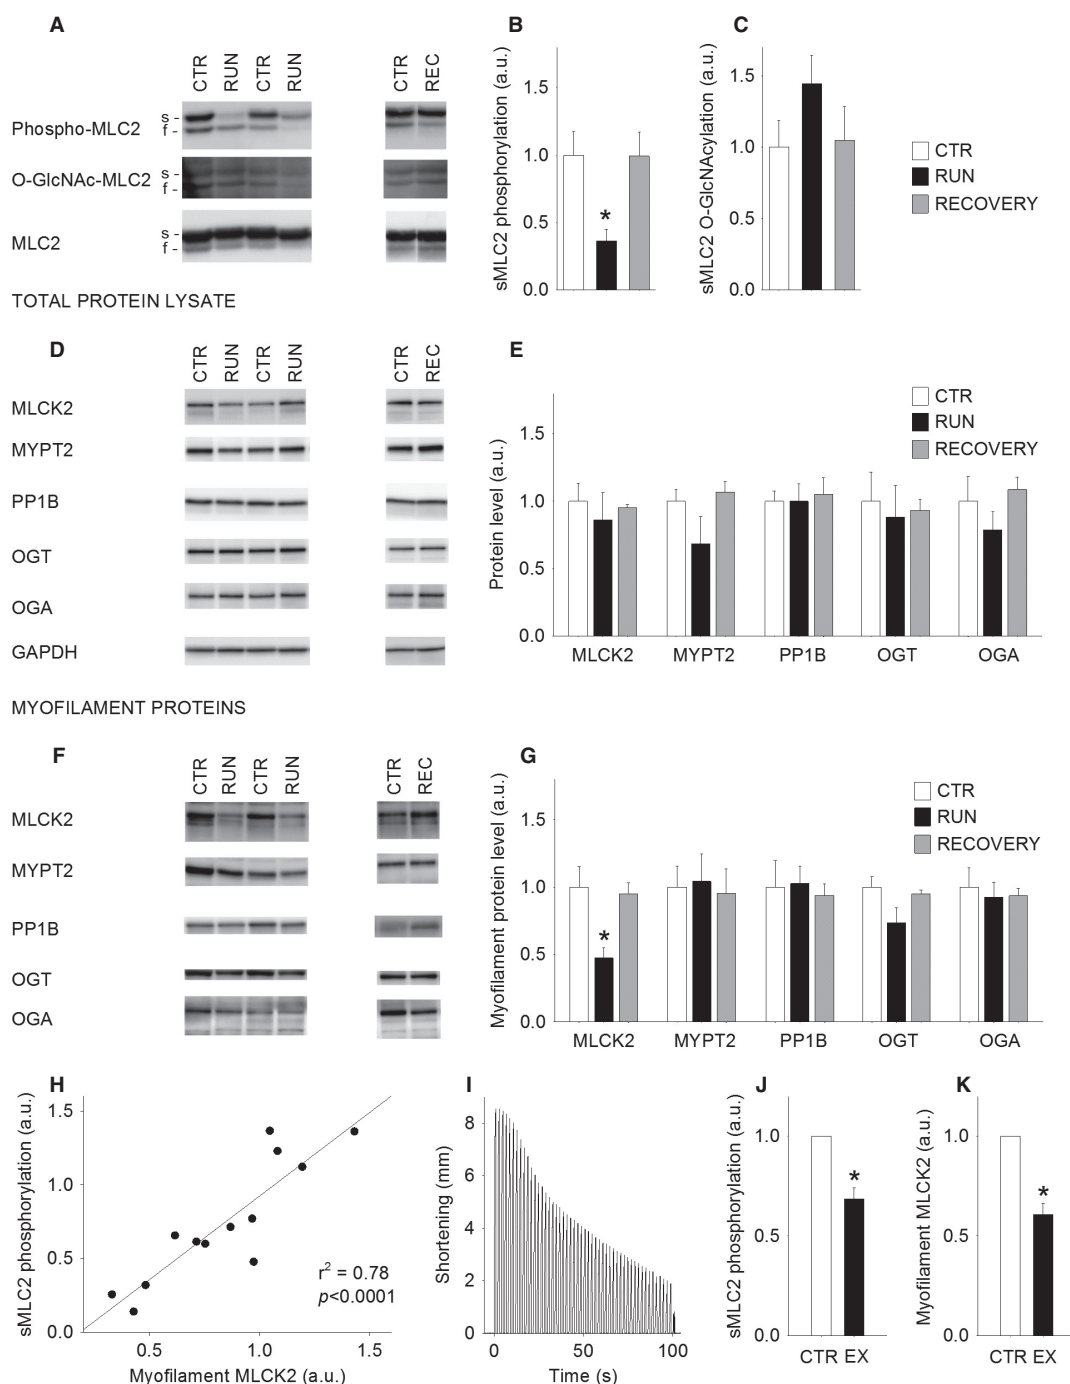 A
CTR RUN CTR RUN CTR REC
Phospho-MLC2
s -
f -
O-GlcNAc-MLC2
s -
f -
MLC2
s -
f -
B
sMLC2 phosphorylation (a.u.)
1.5
1.0
0.5
0.0
*
C
sMLC2 O-GlcNAcylation (a.u.)
1.5
1.0
0.5
0.0
CTR
RUN
RECOVERY
TOTAL PROTEIN LYSATE
D
CTR RUN CTR RUN CTR REC
MLCK2
MYPT2
PP1B
OGT
OGA
GAPDH
E
Protein level (a.u.)
1.5
1.0
0.5
0.0
CTR
RUN
RECOVERY
MLCK2 MYPT2 PP1B OGT OGA
MYOFILAMENT PROTEINS
F
CTR RUN CTR RUN CTR REC
MLCK2
MYPT2
PP1B
OGT
OGA
G
Myofilament protein level (a.u.)
1.5
1.0
0.5
0.0
*
CTR
RUN
RECOVERY
MLCK2 MYPT2 PP1B OGT OGA
H
sMLC2 phosphorylation (a.u.)
1.5
1.0
0.5
0.0
r² = 0.78
p<0.0001
0.5 1.0 1.5
Myofilament MLCK2 (a.u.)
I
Shortening (mm)
8
6
4
2
0
0 50 100
Time (s)
J
sMLC2 phosphorylation (a.u.)
1.0
0.5
0.0
*
CTR EX
K
Myofilament MLCK2 (a.u.)
1.0
0.5
0.0
*
CTR EX